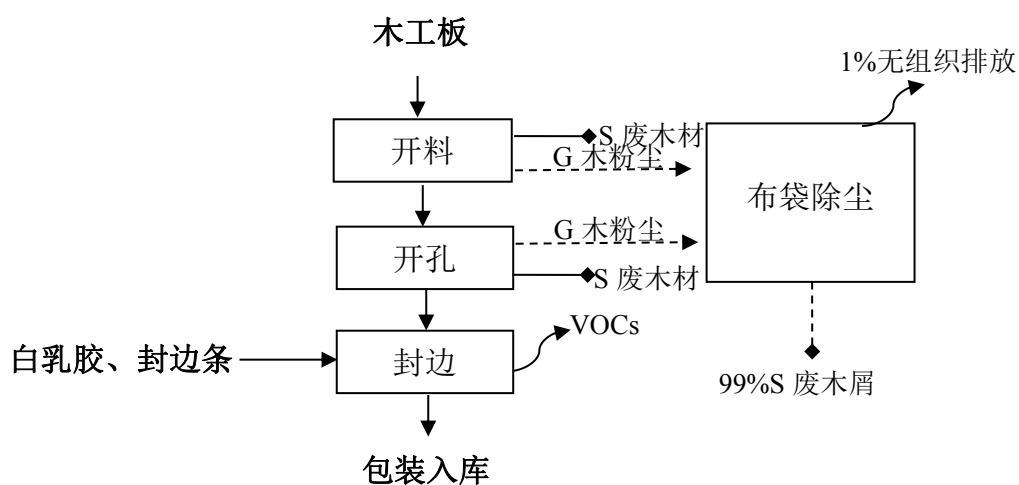 木工板
1%无组织排放
开料
S 废木材
G 木粉尘
布袋除尘
G 木粉尘
开孔
S 废木材
VOCs
白乳胶、封边条
封边
99%S 废木屑
包装入库